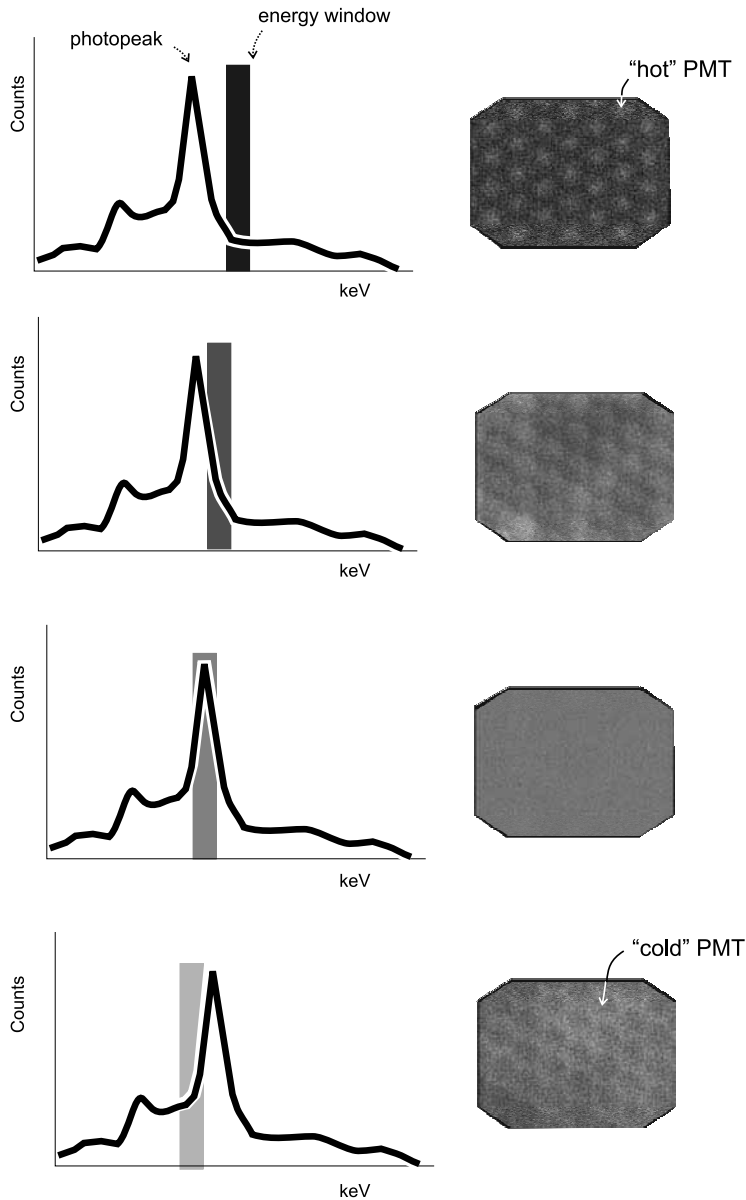 photopeak
energy window
Counts
keV
“hot” PMT
Counts
keV
Counts
keV
Counts
keV
“cold” PMT